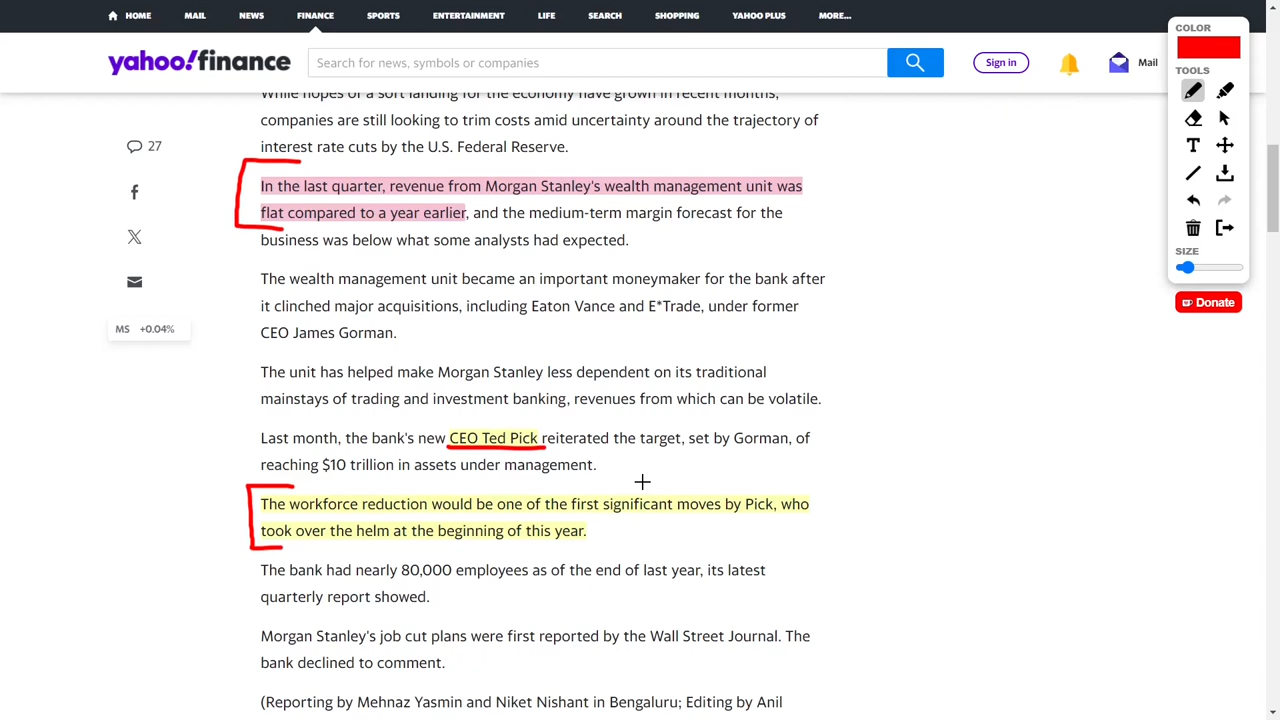 HOME MAIL NEWS FINANCE SPORTS ENTERTAINMENT LIFE SEARCH SHOPPING YAHOO PLUS MORE...
yahoo!finance
Search for news, symbols or companies
Sign in
Mail
COLOR
TOOLS
T
SIZE
Donate
27
MS +0.04%
While hopes of a soft landing for the economy have grown in recent months,
companies are still looking to trim costs amid uncertainty around the trajectory of
interest rate cuts by the U.S. Federal Reserve.
In the last quarter, revenue from Morgan Stanley's wealth management unit was
flat compared to a year earlier, and the medium-term margin forecast for the
business was below what some analysts had expected.
The wealth management unit became an important moneymaker for the bank after
it clinched major acquisitions, including Eaton Vance and E*Trade, under former
CEO James Gorman.
The unit has helped make Morgan Stanley less dependent on its traditional
mainstays of trading and investment banking, revenues from which can be volatile.
Last month, the bank's new CEO Ted Pick reiterated the target, set by Gorman, of
reaching $10 trillion in assets under management.
The workforce reduction would be one of the first significant moves by Pick, who
took over the helm at the beginning of this year.
The bank had nearly 80,000 employees as of the end of last year, its latest
quarterly report showed.
Morgan Stanley's job cut plans were first reported by the Wall Street Journal. The
bank declined to comment.
(Reporting by Mehnaz Yasmin and Niket Nishant in Bengaluru; Editing by Anil